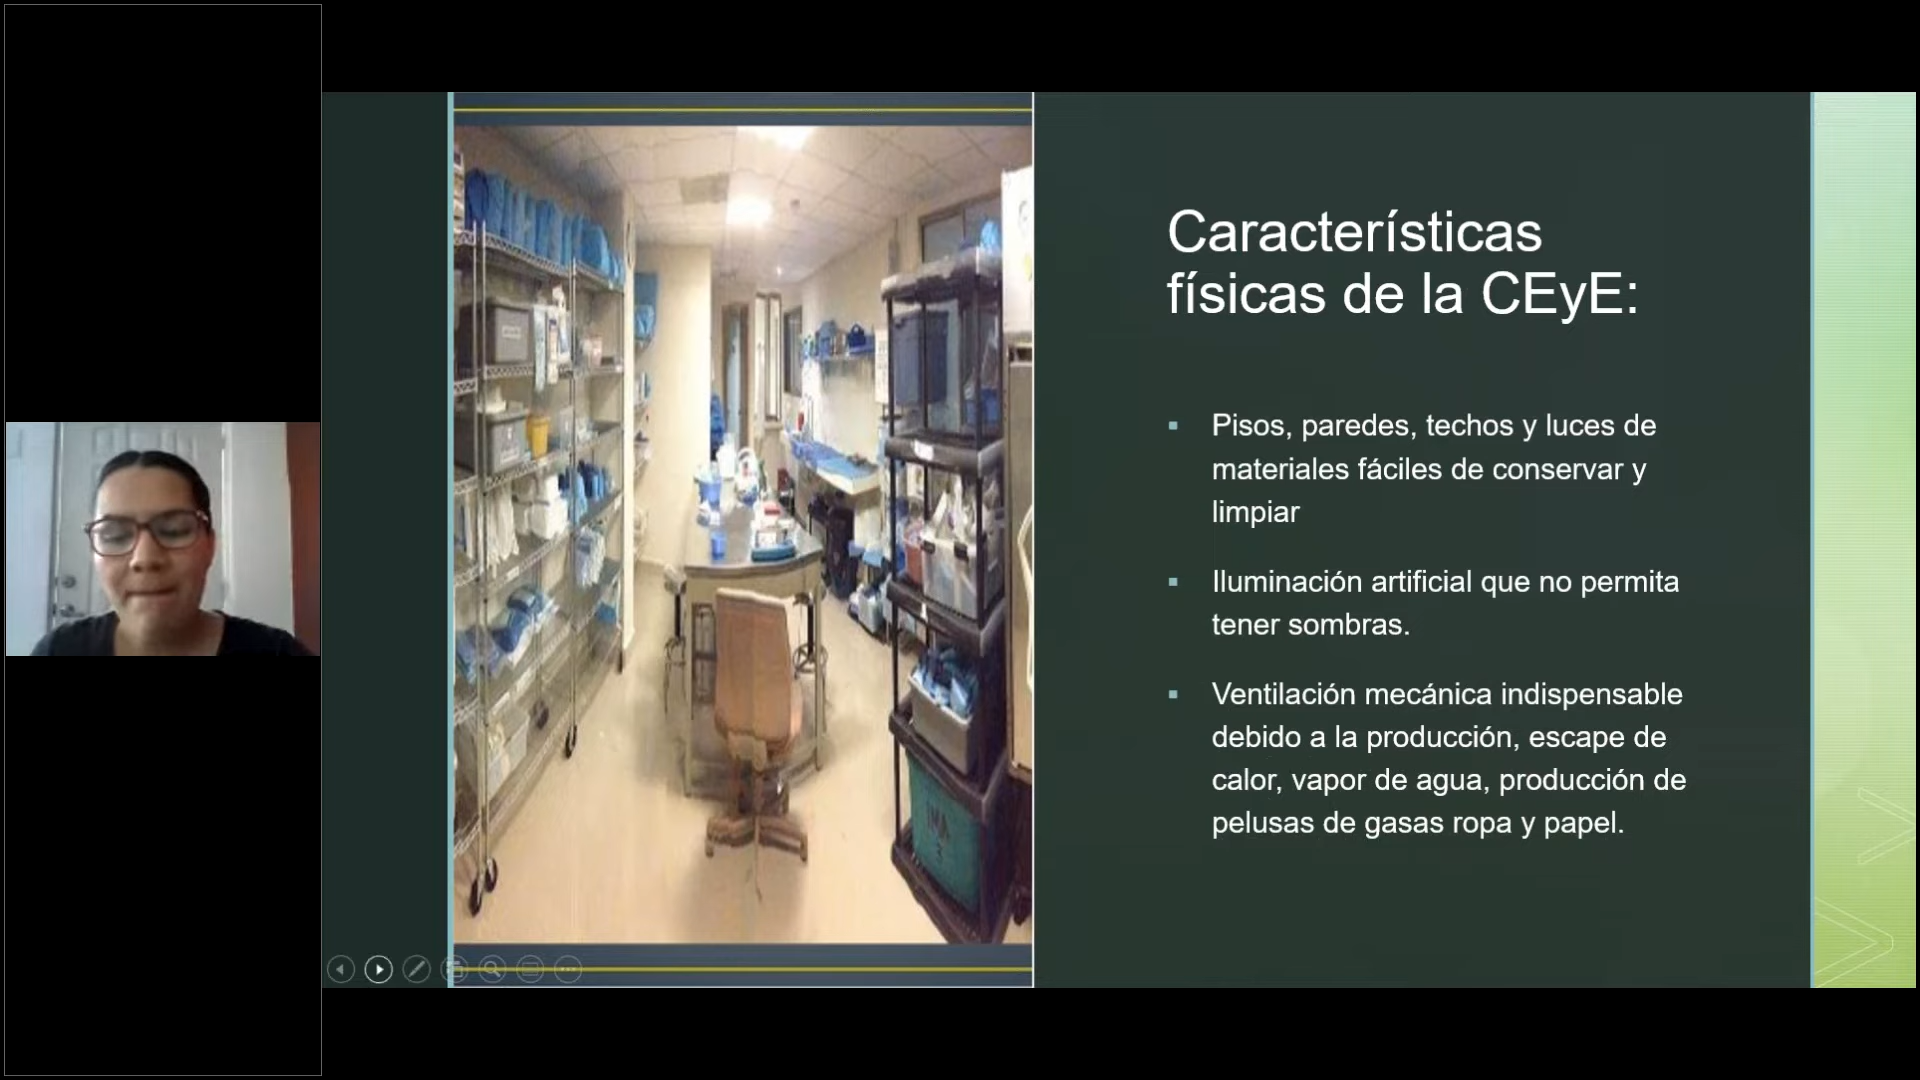 Características
físicas de la CEyE:
▪ Pisos, paredes, techos y luces de
materiales fáciles de conservar y
limpiar
▪ Iluminación artificial que no permita
tener sombras.
▪ Ventilación mecánica indispensable
debido a la producción, escape de
calor, vapor de agua, producción de
pelusas de gasas ropa y papel.